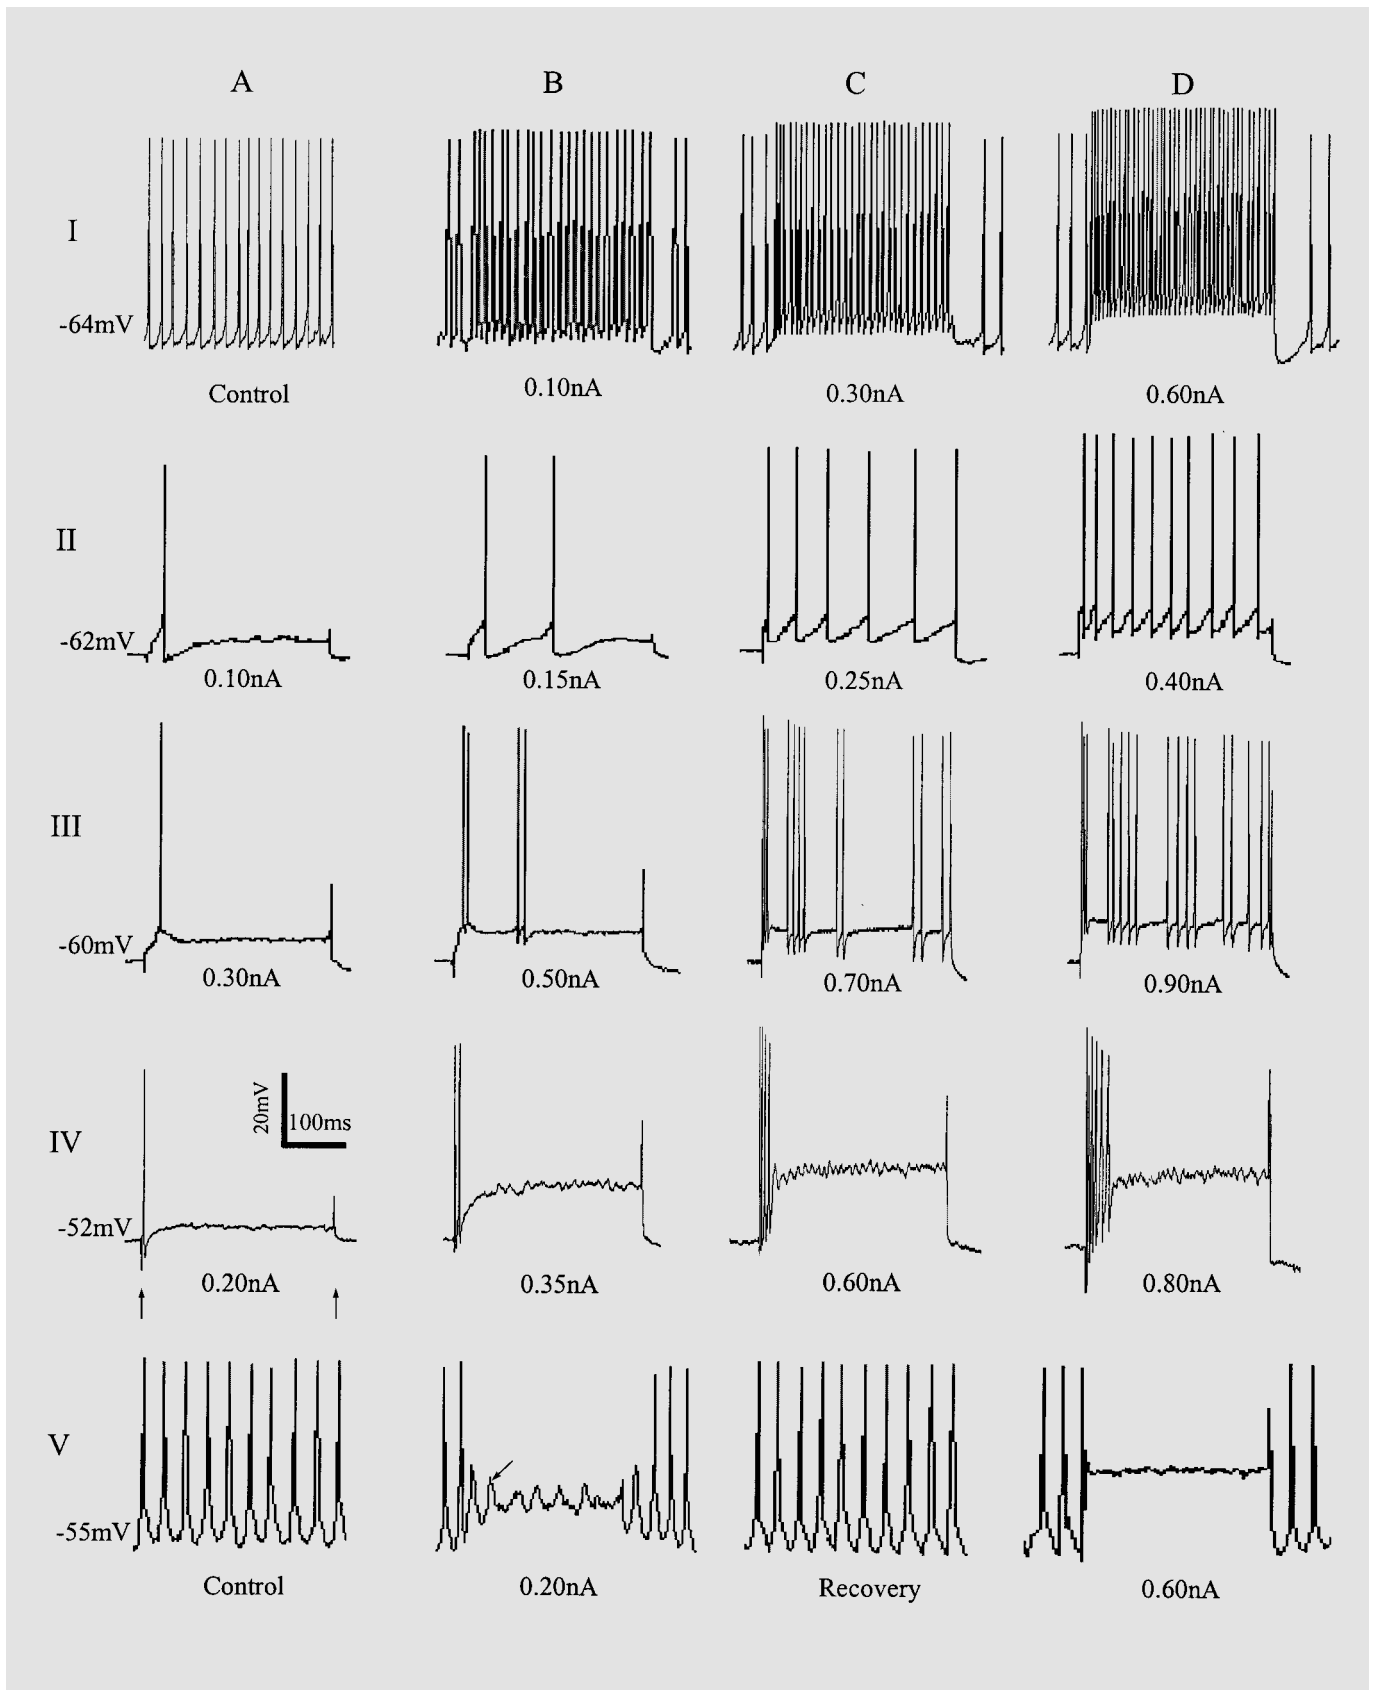 A B C D
I
-64mV
Control 0.10nA 0.30nA 0.60nA
II
-62mV
0.10nA 0.15nA 0.25nA 0.40nA
III
-60mV
0.30nA 0.50nA 0.70nA 0.90nA
20mV
100ms
IV
-52mV
0.20nA 0.35nA 0.60nA 0.80nA
V
-55mV
Control 0.20nA Recovery 0.60nA